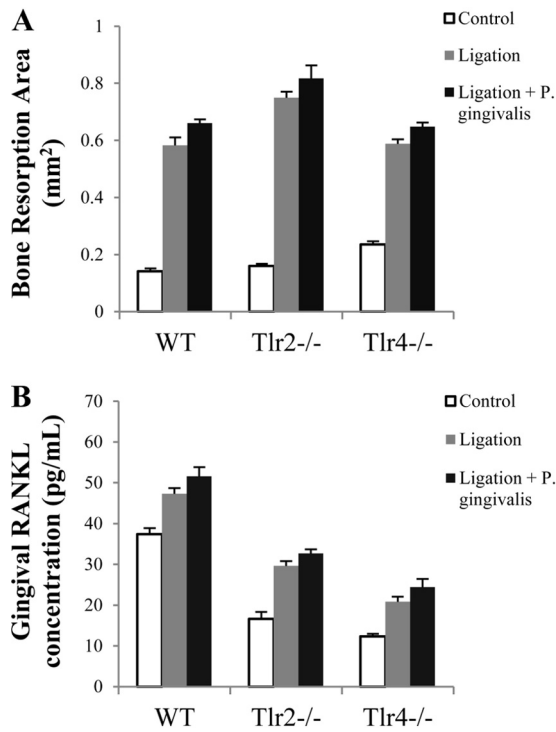 A
Bone Resorption Area
(mm²)
1
0.8
0.6
0.4
0.2
0
WT
Tlr2-/-
Tlr4-/-
Control
Ligation
Ligation + P.
gingivalis
B
Gingival RANKL
concentration (pg/mL)
70
60
50
40
30
20
10
0
WT
Tlr2-/-
Tlr4-/-
Control
Ligation
Ligation + P.
gingivalis